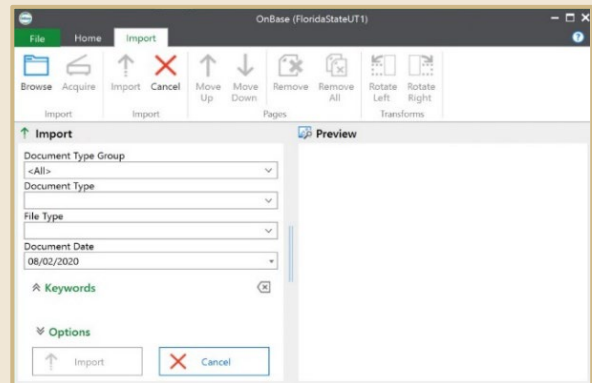 OnBase (FloridaStateUT1)
File Home Import
Browse Acquire Import Cancel Move Up Move Down Remove Remove All Rotate Left Rotate Right
Import Import Pages Transforms
Import
Preview
Document Type Group
<All>
Document Type
File Type
Document Date
08/02/2020
Keywords
Options
Import Cancel